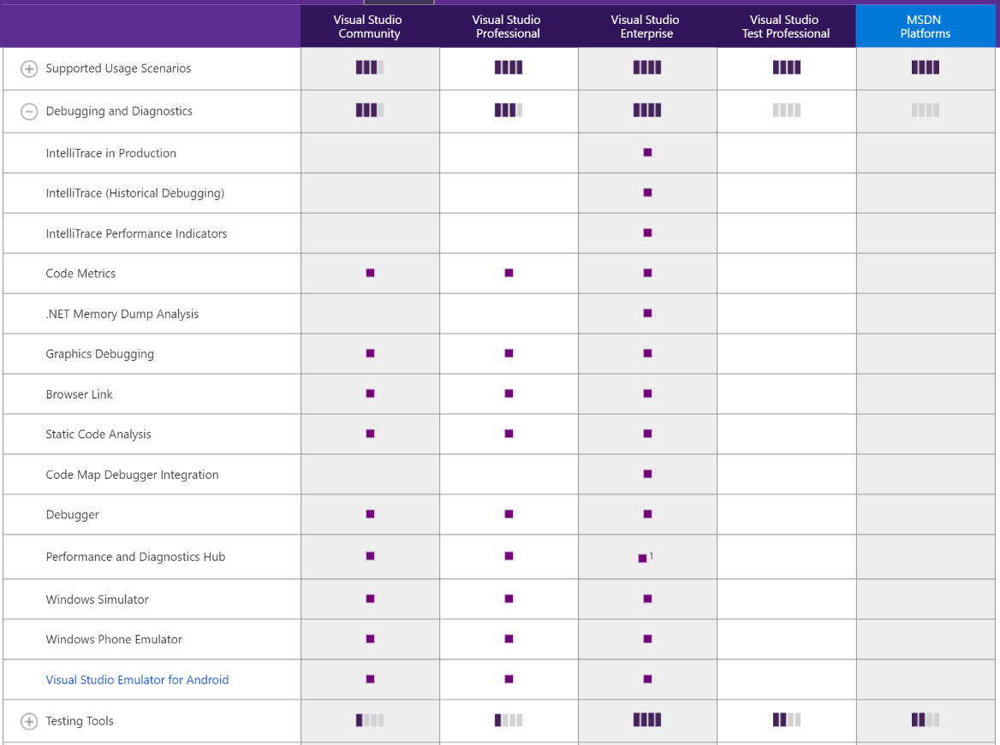 Visual Studio
Community
Visual Studio
Professional
Visual Studio
Enterprise
Visual Studio
Test Professional
MSDN
Platforms
Supported Usage Scenarios
Debugging and Diagnostics
IntelliTrace in Production
IntelliTrace (Historical Debugging)
IntelliTrace Performance Indicators
Code Metrics
.NET Memory Dump Analysis
Graphics Debugging
Browser Link
Static Code Analysis
Code Map Debugger Integration
Debugger
Performance and Diagnostics Hub
1
Windows Simulator
Windows Phone Emulator
Visual Studio Emulator for Android
Testing Tools